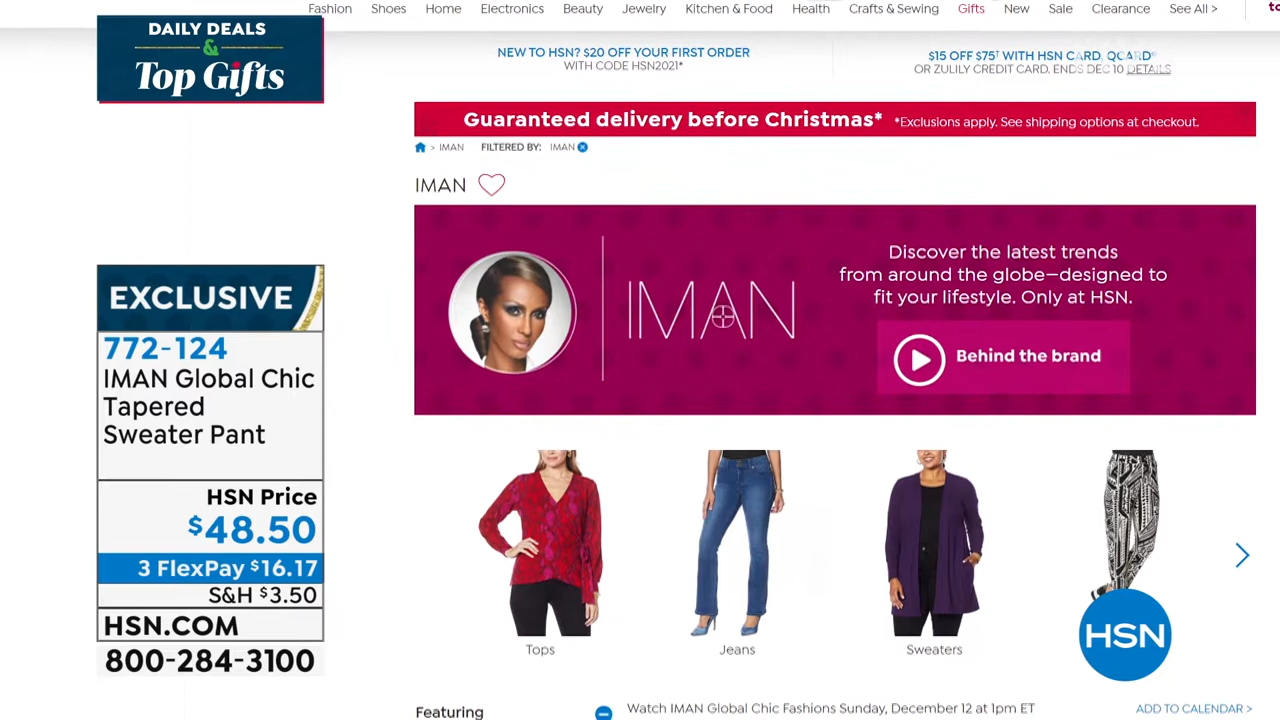 Fashion Shoes Home Electronics Beauty Jewelry Kitchen & Food Health Crafts & Sewing Gifts New Sale Clearance See All >
DAILY DEALS
&
Top Gifts
NEW TO HSN? $20 OFF YOUR FIRST ORDER
WITH CODE HSN2021*
$15 OFF $75† WITH HSN CARD, QCARD®
OR ZULILY CREDIT CARD. ENDS DEC 10 DETAILS
Guaranteed delivery before Christmas* *Exclusions apply. See shipping options at checkout.
> IMAN FILTERED BY: IMAN
IMAN
IMAN
Discover the latest trends
from around the globe—designed to
fit your lifestyle. Only at HSN.
Behind the brand
EXCLUSIVE
772-124
IMAN Global Chic
Tapered
Sweater Pant
HSN Price
$48.50
3 FlexPay $16.17
S&H $3.50
HSN.COM
800-284-3100
Tops Jeans Sweaters
HSN
Featuring
Watch IMAN Global Chic Fashions Sunday, December 12 at 1pm ET ADD TO CALENDAR >